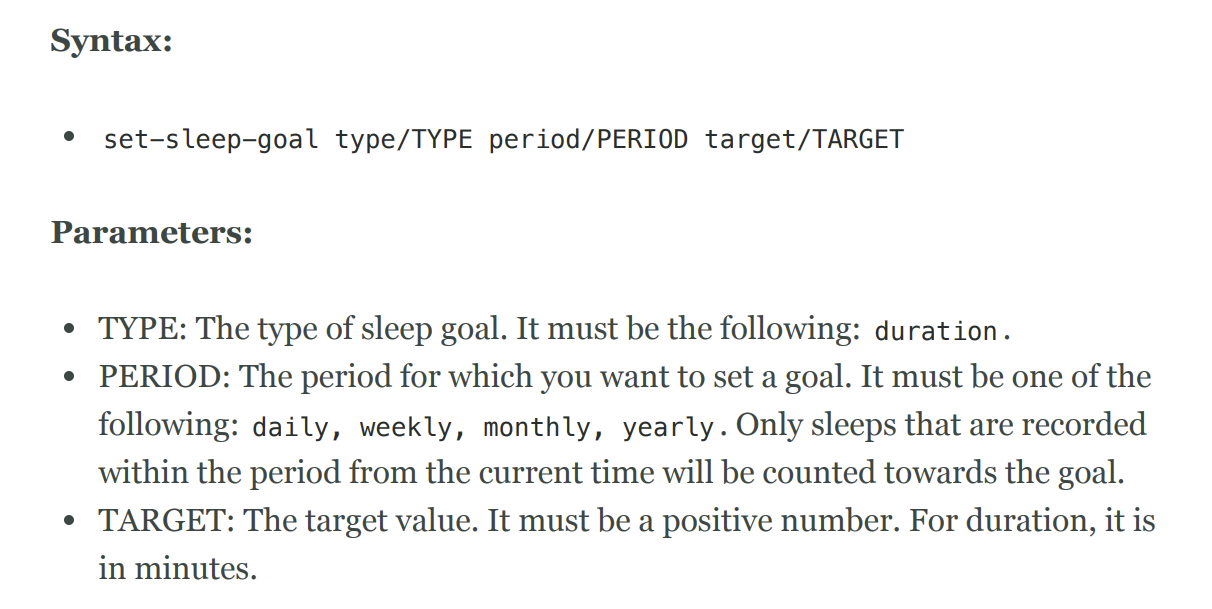 Syntax:
• set-sleep-goal type/TYPE period/PERIOD target/TARGET
Parameters:
• TYPE: The type of sleep goal. It must be the following: duration.
• PERIOD: The period for which you want to set a goal. It must be one of the
following: daily, weekly, monthly, yearly. Only sleeps that are recorded
within the period from the current time will be counted towards the goal.
• TARGET: The target value. It must be a positive number. For duration, it is
in minutes.